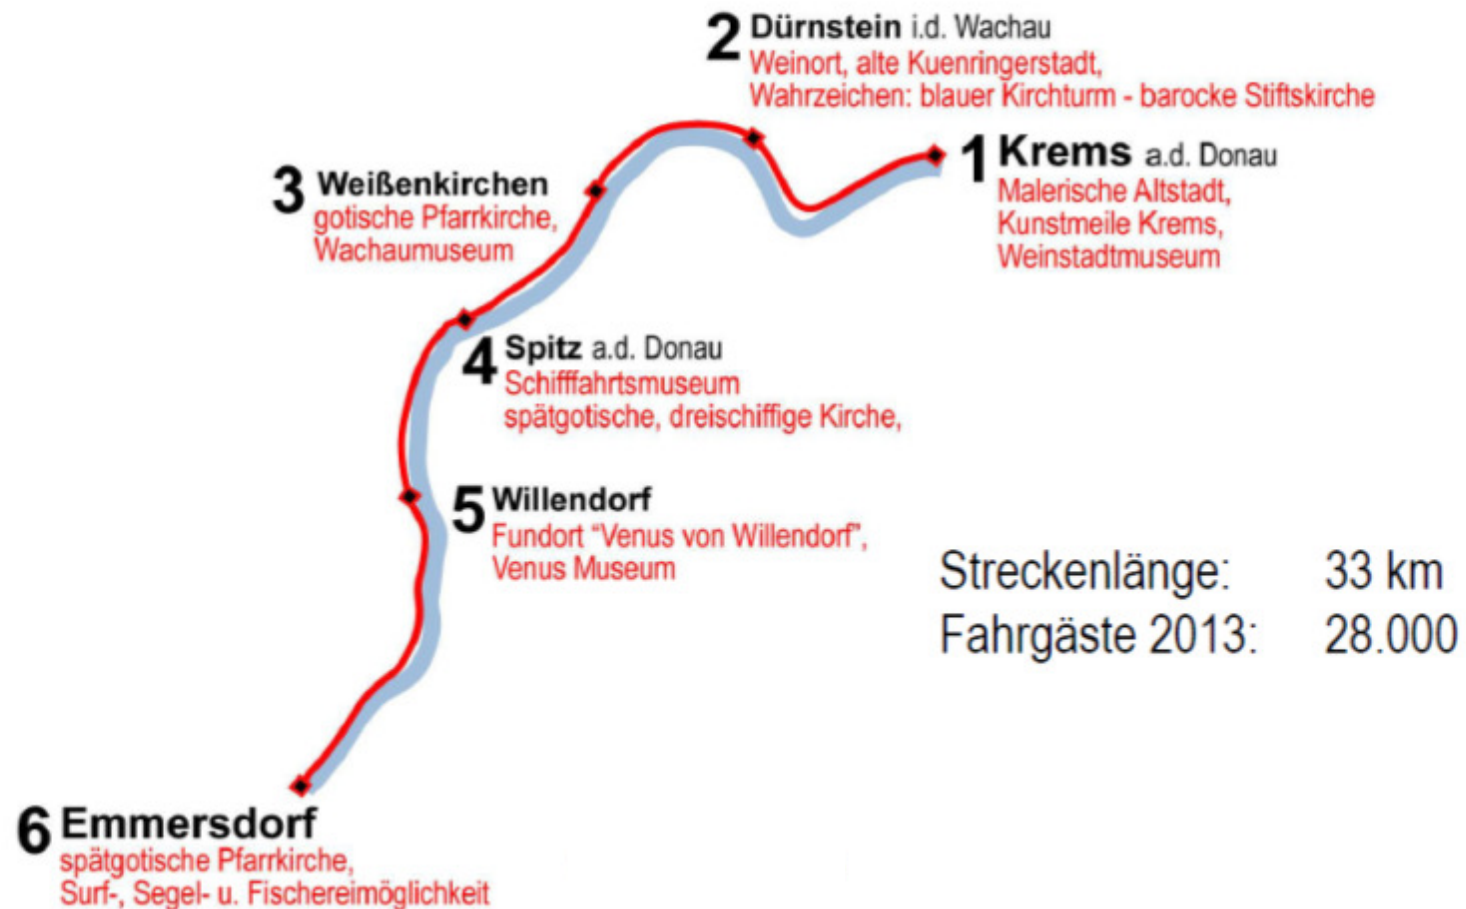 2 Dürnstein i.d. Wachau
Weinort, alte Kuenringerstadt,
Wahrzeichen: blauer Kirchturm - barocke Stiftskirche
1 Krems a.d. Donau
Malerische Altstadt,
Kunstmeile Krems,
Weinstadtmuseum
3 Weißenkirchen
gotische Pfarrkirche,
Wachaumuseum
4 Spitz a.d. Donau
Schifffahrtsmuseum
spätgotische, dreischiffige Kirche,
5 Willendorf
Fundort “Venus von Willendorf”,
Venus Museum
Streckenlänge: 33 km
Fahrgäste 2013: 28.000
6 Emmersdorf
spätgotische Pfarrkirche,
Surf-, Segel- u. Fischereimöglichkeit